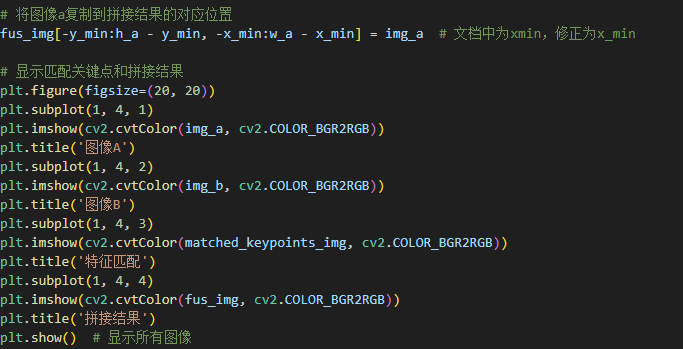 # 将图像a复制到拼接结果的对应位置
fus_img[-y_min:h_a - y_min, -x_min:w_a - x_min] = img_a  # 文档中为xmin，修正为x_min
# 显示匹配关键点和拼接结果
plt.figure(figsize=(20, 20))
plt.subplot(1, 4, 1)
plt.imshow(cv2.cvtColor(img_a, cv2.COLOR_BGR2RGB))
plt.title('图像A')
plt.subplot(1, 4, 2)
plt.imshow(cv2.cvtColor(img_b, cv2.COLOR_BGR2RGB))
plt.title('图像B')
plt.subplot(1, 4, 3)
plt.imshow(cv2.cvtColor(matched_keypoints_img, cv2.COLOR_BGR2RGB))
plt.title('特征匹配')
plt.subplot(1, 4, 4)
plt.imshow(cv2.cvtColor(fus_img, cv2.COLOR_BGR2RGB))
plt.title('拼接结果')
plt.show()  # 显示所有图像